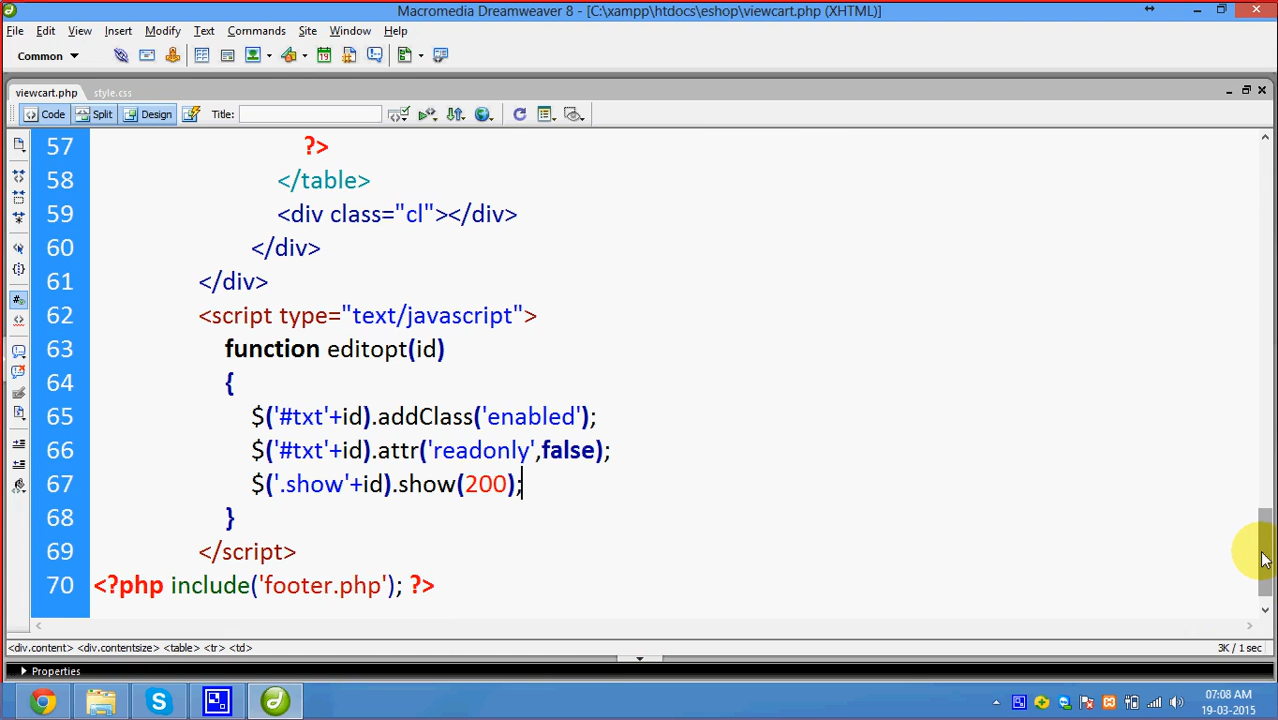 Macromedia Dreamweaver 8 - [C:\xampp\htdocs\eshop\viewcart.php (XHTML)]
File Edit View Insert Modify Text Commands Site Window Help
Common
viewcart.php style.css
Code Split Design Title:
57 ?>
58 </table>
59 <div class="cl"></div>
60 </div>
61 </div>
62 <script type="text/javascript">
63 function editopt(id)
64 {
65 $('#txt'+id).addClass('enabled');
66 $('#txt'+id).attr('readonly',false);
67 $('.show'+id).show(200);
68 }
69 </script>
70 <?php include('footer.php'); ?>
<div.content> <div.contentsize> <table> <tr> <td>
3K / 1 sec
Properties
07:08 AM
19-03-2015